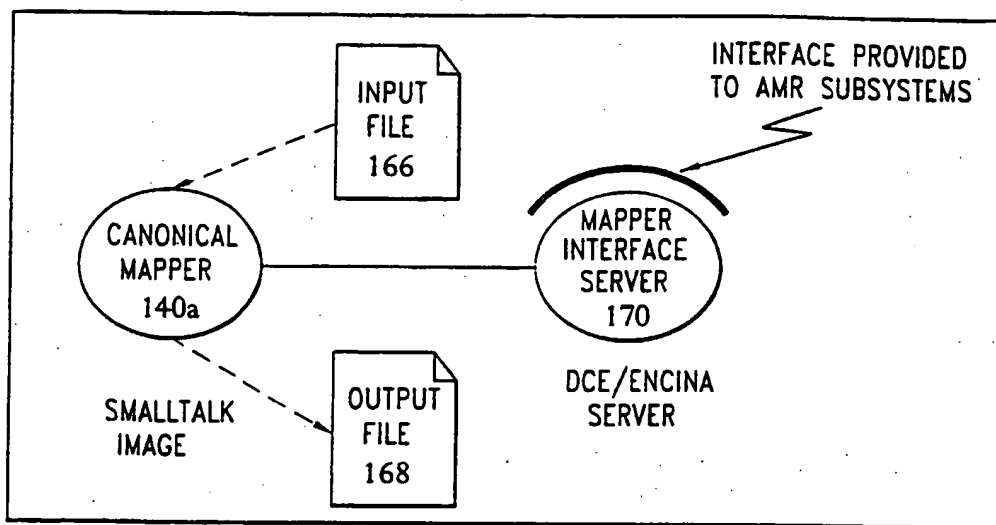 INPUT
FILE
166
INTERFACE PROVIDED
TO AMR SUBSYSTEMS
CANONICAL
MAPPER
140a
MAPPER
INTERFACE
SERVER
170
SMALLTALK
IMAGE
OUTPUT
FILE
168
DCE/ENCINA
SERVER